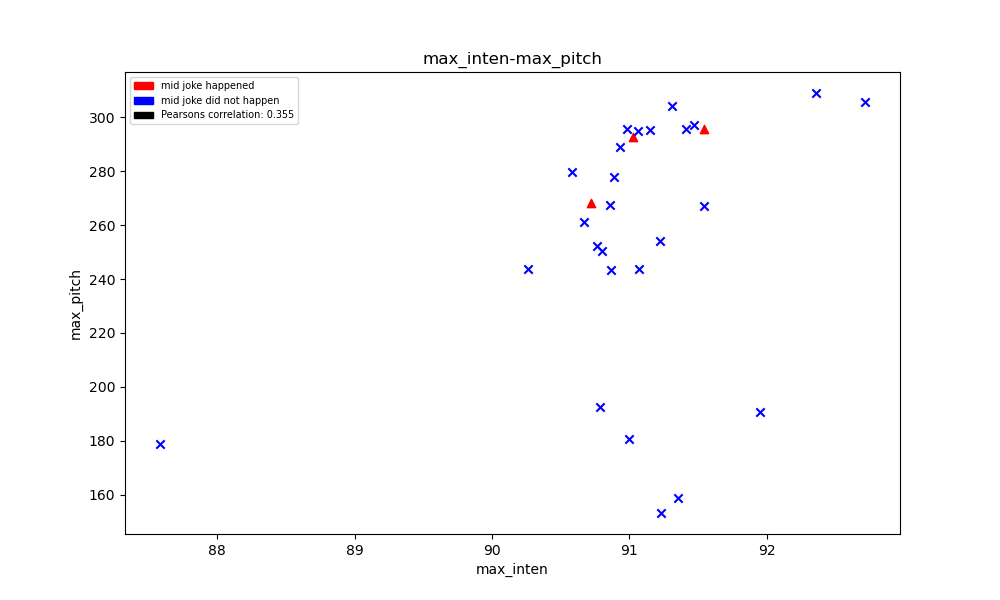 max_inten-max_pitch
mid joke happened
mid joke did not happen
Pearsons correlation: 0.355
300
280
260
240
220
200
180
160
max_pitch
88
89
90
91
92
max_inten